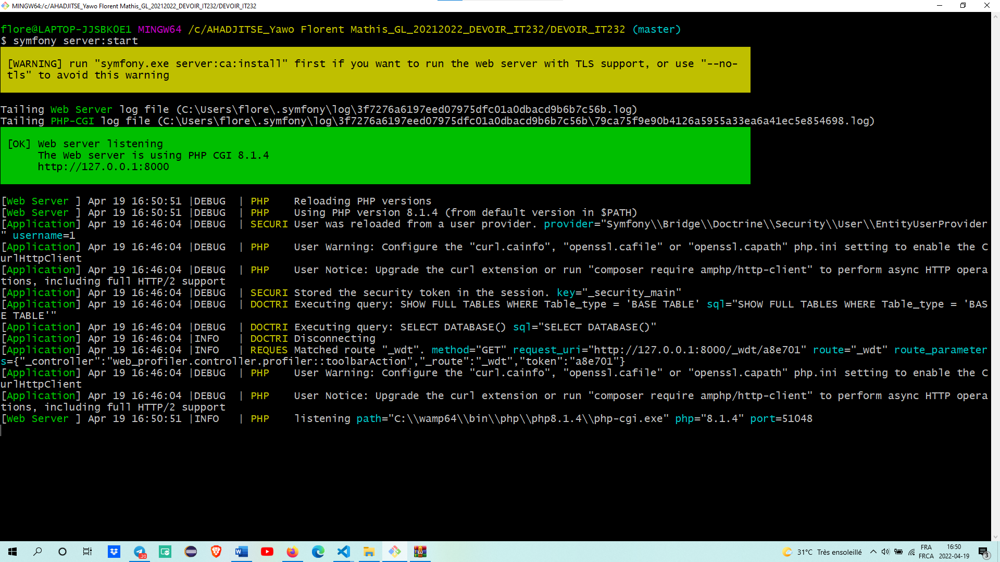 MINGW64:/c/AHADJITSE_Yawo Florent Mathis_GL_20212022_DEVOIR_IT232/DEVOIR_IT232
flore@LAPTOP-JJSBK0E1 MINGW64 /c/AHADJITSE_Yawo Florent Mathis_GL_20212022_DEVOIR_IT232/DEVOIR_IT232 (master)
$ symfony server:start
[WARNING] run "symfony.exe server:ca:install" first if you want to run the web server with TLS support, or use "--no-
tls" to avoid this warning
Tailing Web Server log file (C:\Users\flore\.symfony\log\3f7276a6197eed07975dfc01a0dbacd9b6b7c56b.log)
Tailing PHP-CGI log file (C:\Users\flore\.symfony\log\3f7276a6197eed07975dfc01a0dbacd9b6b7c56b\79ca75f9e90b4126a5955a33ea6a41ec5e854698.log)
[OK] Web server listening
The Web server is using PHP CGI 8.1.4
http://127.0.0.1:8000
[Web Server ] Apr 19 16:50:51 |DEBUG  | PHP    Reloading PHP versions
[Web Server ] Apr 19 16:50:51 |DEBUG  | PHP    Using PHP version 8.1.4 (from default version in $PATH)
[Application] Apr 19 16:46:04 |DEBUG  | SECURI User was reloaded from a user provider. provider="Symfony\\Bridge\\Doctrine\\Security\\User\\EntityUserProvider
" username=1
[Application] Apr 19 16:46:04 |DEBUG  | PHP    User Warning: Configure the "curl.cainfo", "openssl.cafile" or "openssl.capath" php.ini setting to enable the C
urlHttpClient
[Application] Apr 19 16:46:04 |DEBUG  | PHP    User Notice: Upgrade the curl extension or run "composer require amphp/http-client" to perform async HTTP opera
tions, including full HTTP/2 support
[Application] Apr 19 16:46:04 |DEBUG  | SECURI Stored the security token in the session. key="_security_main"
[Application] Apr 19 16:46:04 |DEBUG  | DOCTRI Executing query: SHOW FULL TABLES WHERE Table_type = 'BASE TABLE' sql="SHOW FULL TABLES WHERE Table_type = 'BAS
E TABLE'"
[Application] Apr 19 16:46:04 |DEBUG  | DOCTRI Executing query: SELECT DATABASE() sql="SELECT DATABASE()"
[Application] Apr 19 16:46:04 |INFO   | DOCTRI Disconnecting
[Application] Apr 19 16:46:04 |INFO   | REQUES Matched route "_wdt". method="GET" request_uri="http://127.0.0.1:8000/_wdt/a8e701" route="_wdt" route_parameter
s={"_controller":"web_profiler.controller.profiler::toolbarAction","_route":"_wdt","token":"a8e701"}
[Application] Apr 19 16:46:04 |DEBUG  | PHP    User Warning: Configure the "curl.cainfo", "openssl.cafile" or "openssl.capath" php.ini setting to enable the C
urlHttpClient
[Application] Apr 19 16:46:04 |DEBUG  | PHP    User Notice: Upgrade the curl extension or run "composer require amphp/http-client" to perform async HTTP opera
tions, including full HTTP/2 support
[Web Server ] Apr 19 16:50:51 |INFO   | PHP    listening path="C:\\wamp64\\bin\\php\\php8.1.4\\php-cgi.exe" php="8.1.4" port=51048
.20
31°C Très ensoleillé
FRA
FRCA
16:50
2022-04-19
3